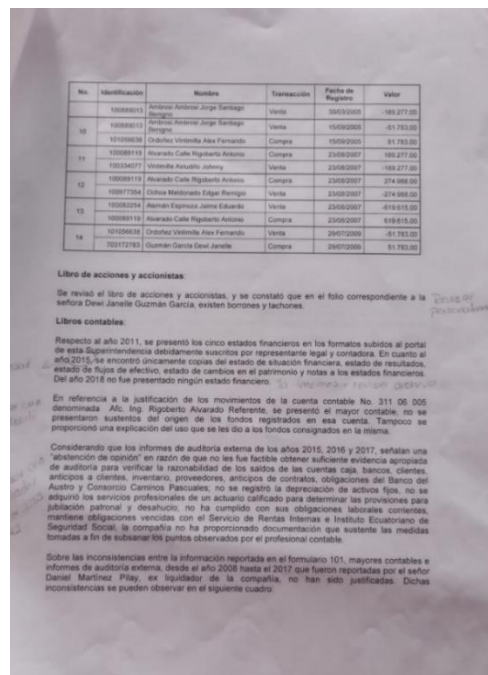 No. Identificación Nombre Transacción Fecha de Registro Valor
100889013 Ambrosi Ambrosi Jorge Santiago Benigno Venta 30/03/2005 -189.277,00
10 100889013 Ambrosi Ambrosi Jorge Santiago Benigno Venta 15/09/2005 -51.783,00
101056638 Ordoñez Vintimilla Alex Fernando Compra 15/09/2005 51.783,00
11 100089119 Alvarado Calle Rigoberto Antonio Compra 23/08/2007 189.277,00
100334077 Vintimilla Astudillo Johnny Venta 23/08/2007 -189.277,00
12 100089119 Alvarado Calle Rigoberto Antonio Compra 23/08/2007 274.988,00
100977354 Ochoa Maldonado Edgar Remigio Venta 23/08/2007 -274.988,00
13 100082254 Jaime Eduardo Venta 23/08/2007 -619.615,00
100089119 Alvarado Calle Rigoberto Antonio Compra 23/08/2007 619.615,00
14 101056638 Ordoñez Vintimilla Alex Fernando Venta 29/07/2009 -51.783,00
703172783 Guzmán García Dewi Janelle Compra 29/07/2009 51.783,00
Libro de acciones y accionistas:
Se revisó el libro de acciones y accionistas, y se constató que en el folio correspondiente a la
señora Dewi Janelle Guzmán García, existen borrones y tachones.
Libros contables:
Respecto al año 2011, se presentó los cinco estados financieros en los formatos subidos al portal
de esta Superintendencia debidamente suscritos por representante legal y contadora. En cuanto al
año 2015, se encontró únicamente copias del estado de situación financiera, estado de resultados,
estado de flujos de efectivo, estado de cambios en el patrimonio y notas a los estados financieros.
Del año 2018 no fue presentado ningún estado financiero.
En referencia a la justificación de los movimientos de la cuenta contable No. 311 06 005
denominada Afc. Ing. Rigoberto Alvarado Referente, se presentó el mayor contable, no se
presentaron sustentos del origen de los fondos registrados en esa cuenta. Tampoco se
proporcionó una explicación del uso que se les dio a los fondos consignados en la misma.
Considerando que los informes de auditoría externa de los años 2015, 2016 y 2017, señalan una
"abstención de opinión" en razón de que no les fue factible obtener suficiente evidencia apropiada
de auditoría para verificar la razonabilidad de los saldos de las cuentas caja, bancos, clientes,
anticipos a clientes, inventario, proveedores, anticipos de contratos, obligaciones del Banco del
Austro y Consorcio Caminos Pascuales; no se registró la depreciación de activos fijos, no se
adquirió los servicios profesionales de un actuario calificado para determinar las provisiones para
jubilación patronal y desahucio; no ha cumplido con sus obligaciones laborales corrientes,
mantiene obligaciones vencidas con el Servicio de Rentas Internas e Instituto Ecuatoriano de
Seguridad Social, la compañía no ha proporcionado documentación que sustente las medidas
tomadas a fin de subsanar los puntos observados por el profesional contable.
Sobre las inconsistencias entre la información reportada en el formulario 101, mayores contables e
informes de auditoría externa, desde el año 2008 hasta el 2017 que fueron reportadas por el señor
Daniel Martínez Pilay, ex liquidador de la compañía, no han sido justificadas. Dichas
inconsistencias se pueden observar en el siguiente cuadro: